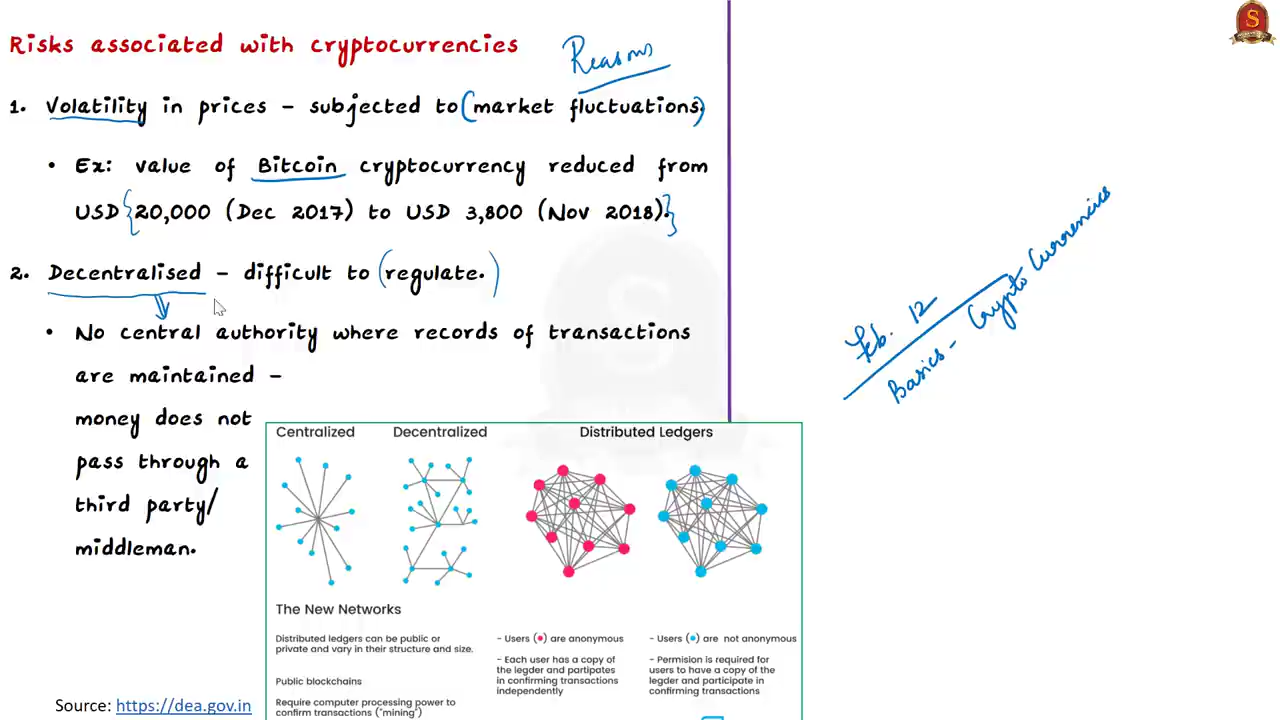 Risks associated with cryptocurrencies
Reasons
1. Volatility in prices – subjected to (market fluctuations.)
• Ex: value of Bitcoin cryptocurrency reduced from
USD {20,000 (Dec 2017) to USD 3,800 (Nov 2018).}
2. Decentralised – difficult to (regulate.)
• No central authority where records of transactions
are maintained –
money does not
pass through a
third party/
middleman.
Feb. 12
Basics - Crypto Currencies
Centralized
Decentralized
Distributed Ledgers
The New Networks
Distributed ledgers can be public or
private and vary in their structure and size.
Public blockchains
Require computer processing power to
confirm transactions ("mining")
- Users (●) are anonymous
- Each user has a copy of
the legder and partipates
in confirming transactions
independently
- Users (●) are not anonymous
- Permision is required for
users to have a copy of the
legder and participate in
confirming transactions
Source: https://dea.gov.in
S